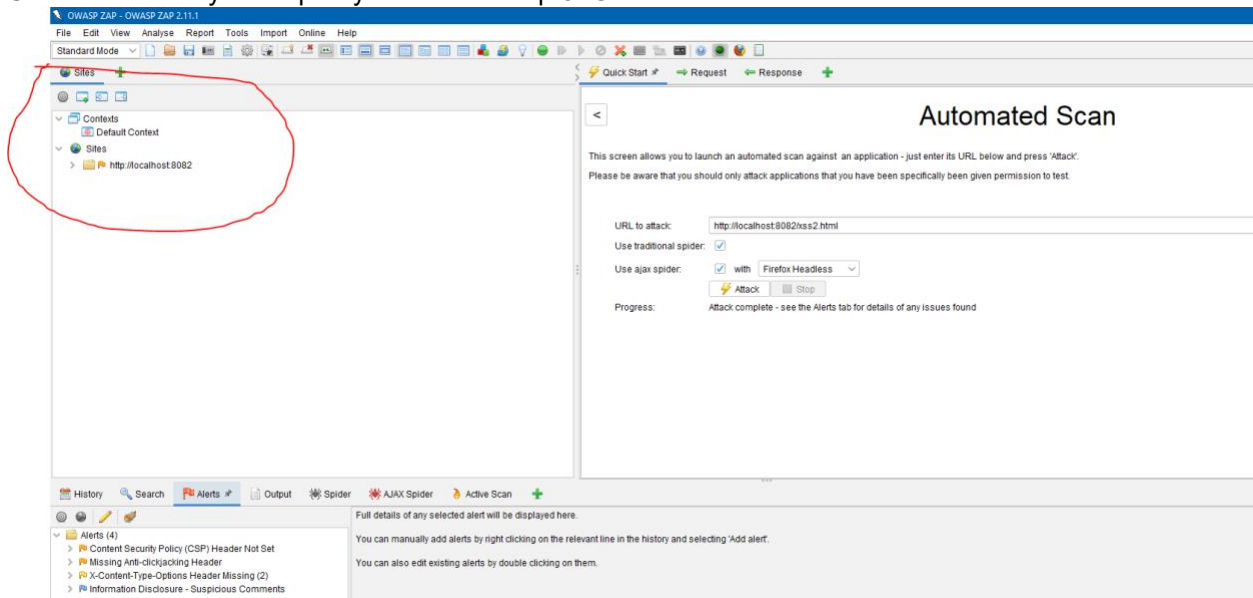 OWASP ZAP - OWASP ZAP 2.11.1
File Edit View Analyse Report Tools Import Online Help
Standard Mode
Sites
Quick Start Request Response
Contexts
Default Context
Sites
http://localhost:8082
<
Automated Scan
This screen allows you to launch an automated scan against an application - just enter its URL below and press 'Attack'.
Please be aware that you should only attack applications that you have been specifically been given permission to test.
URL to attack: http://localhost:8082/xss2.html
Use traditional spider:
Use ajax spider: with Firefox Headless
Attack Stop
Progress: Attack complete - see the Alerts tab for details of any issues found
History Search Alerts Output Spider AJAX Spider Active Scan
Alerts (4)
Content Security Policy (CSP) Header Not Set
Missing Anti-clickjacking Header
X-Content-Type-Options Header Missing (2)
Information Disclosure - Suspicious Comments
Full details of any selected alert will be displayed here.
You can manually add alerts by right clicking on the relevant line in the history and selecting 'Add alert'.
You can also edit existing alerts by double clicking on them.